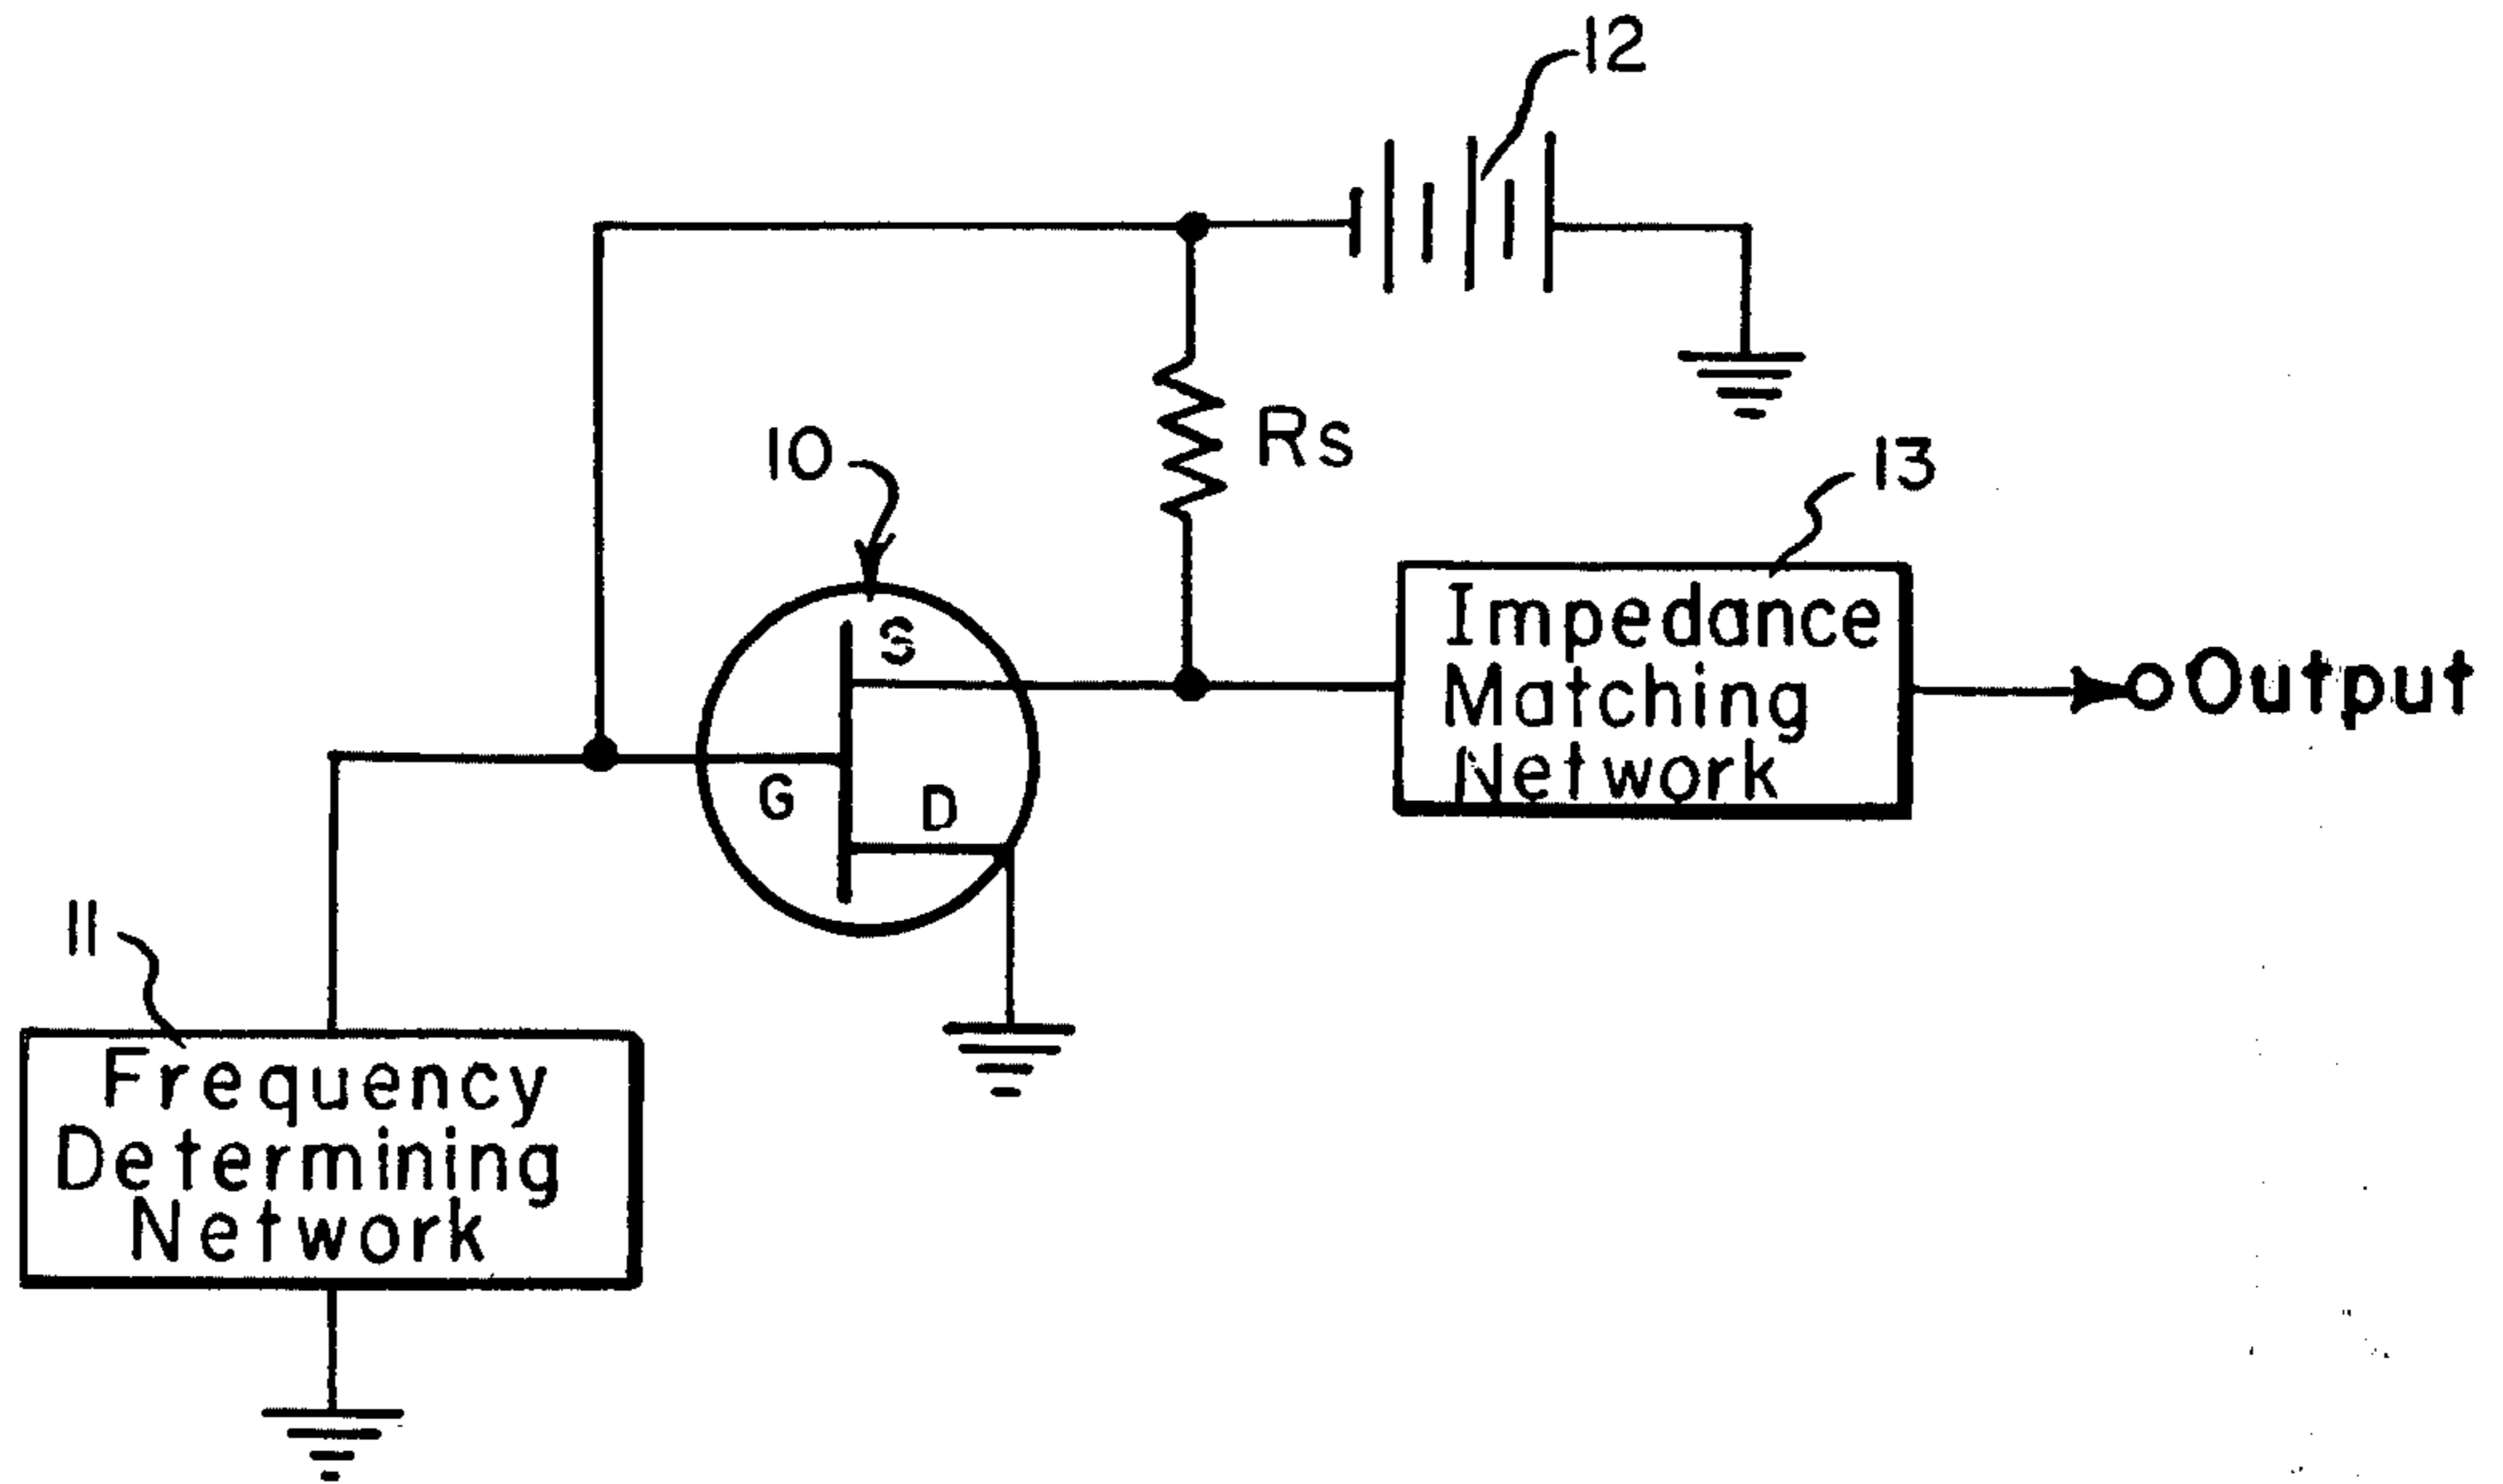 12
Rs
10
13
S
G
D
Impedance
Matching
Network
Output
11
Frequency
Determining
Network